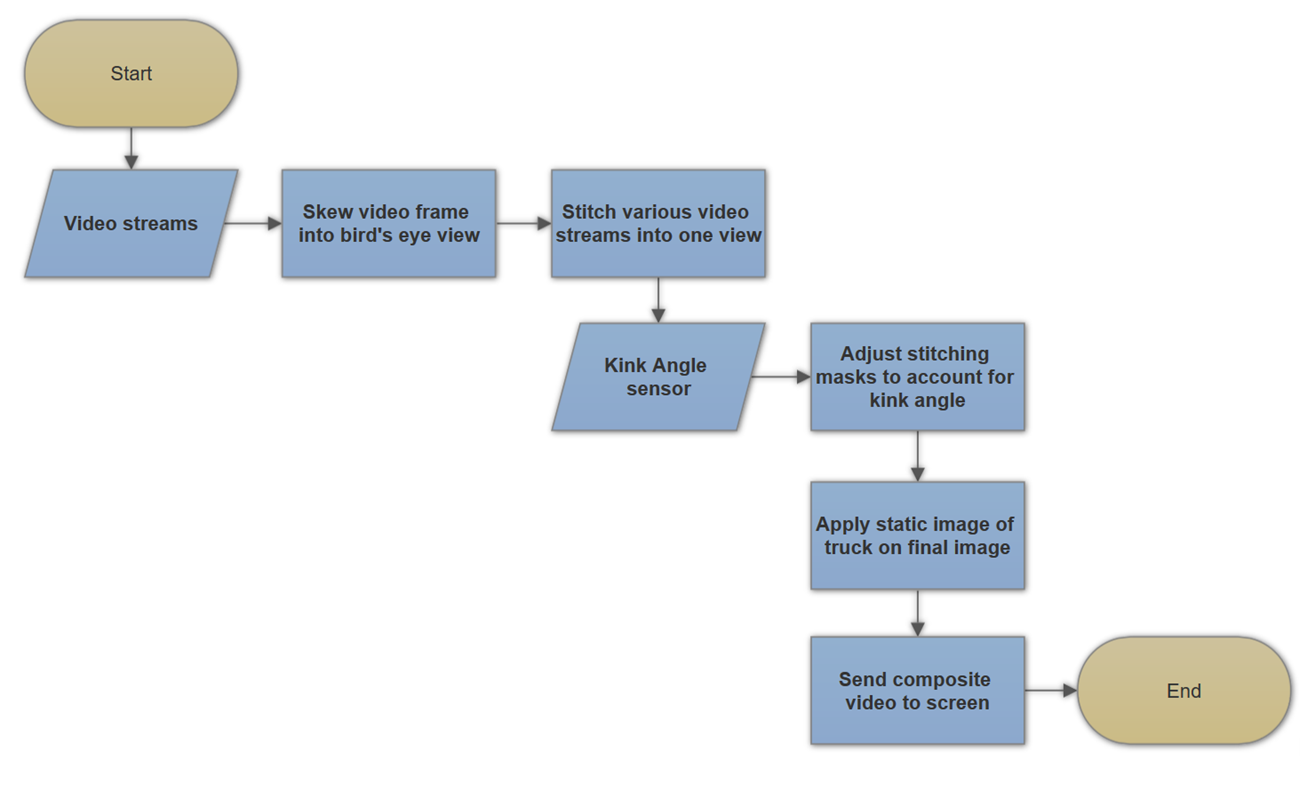 Start
Video streams
Skew video frame
into bird's eye view
Stitch various video
streams into one view
Kink Angle
sensor
Adjust stitching
masks to account for
kink angle
Apply static image of
truck on final image
Send composite
video to screen
End